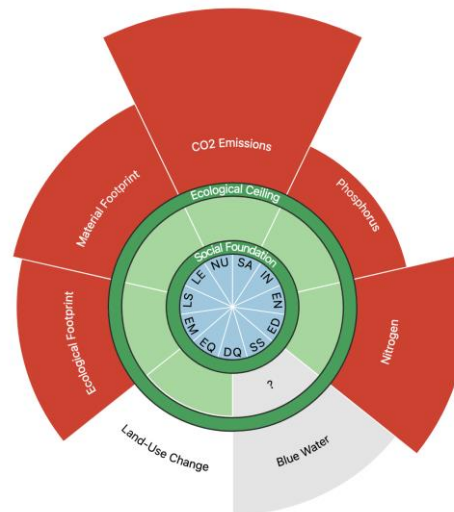 CO2 Emissions
Phosphorus
Nitrogen
Blue Water
Land-Use Change
Ecological Footprint
Material Footprint
Ecological Ceiling
Social Foundation
SA
IN
EN
ED
SS
DQ
EQ
EM
LS
LE
NU
?